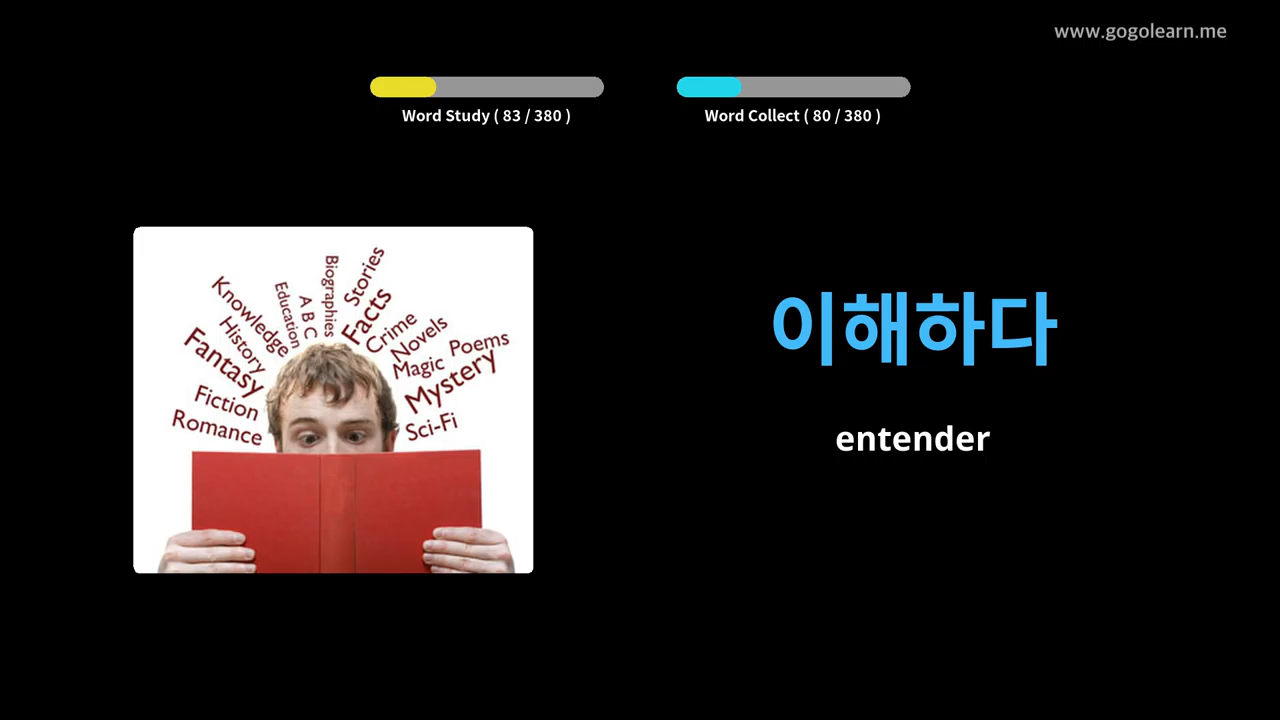 www.gogolearn.me
Word Study ( 83 / 380 )
Word Collect ( 80 / 380 )
Romance
Fiction
Fantasy
History
Knowledge
Education
A B C
Biographies
Stories
Facts
Crime
Novels
Magic
Poems
Mystery
Sci-Fi
이해하다
entender